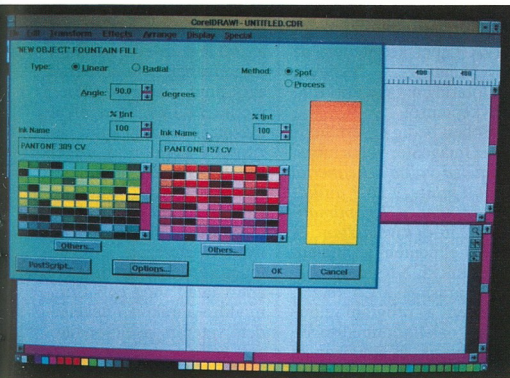 CorelDRAW! - UNTITLED.CDR
Edit Transform Effects Arrange Display Special
NEW OBJECT: FOUNTAIN FILL
Type: Linear Radial Method: Spot
Process
Angle: 90.0 degrees
% tint % tint
Ink Name 100 Ink Name 100
PANTONE 389 CV PANTONE 157 CV
Others... Others...
PostScript... Options... OK Cancel
400 400